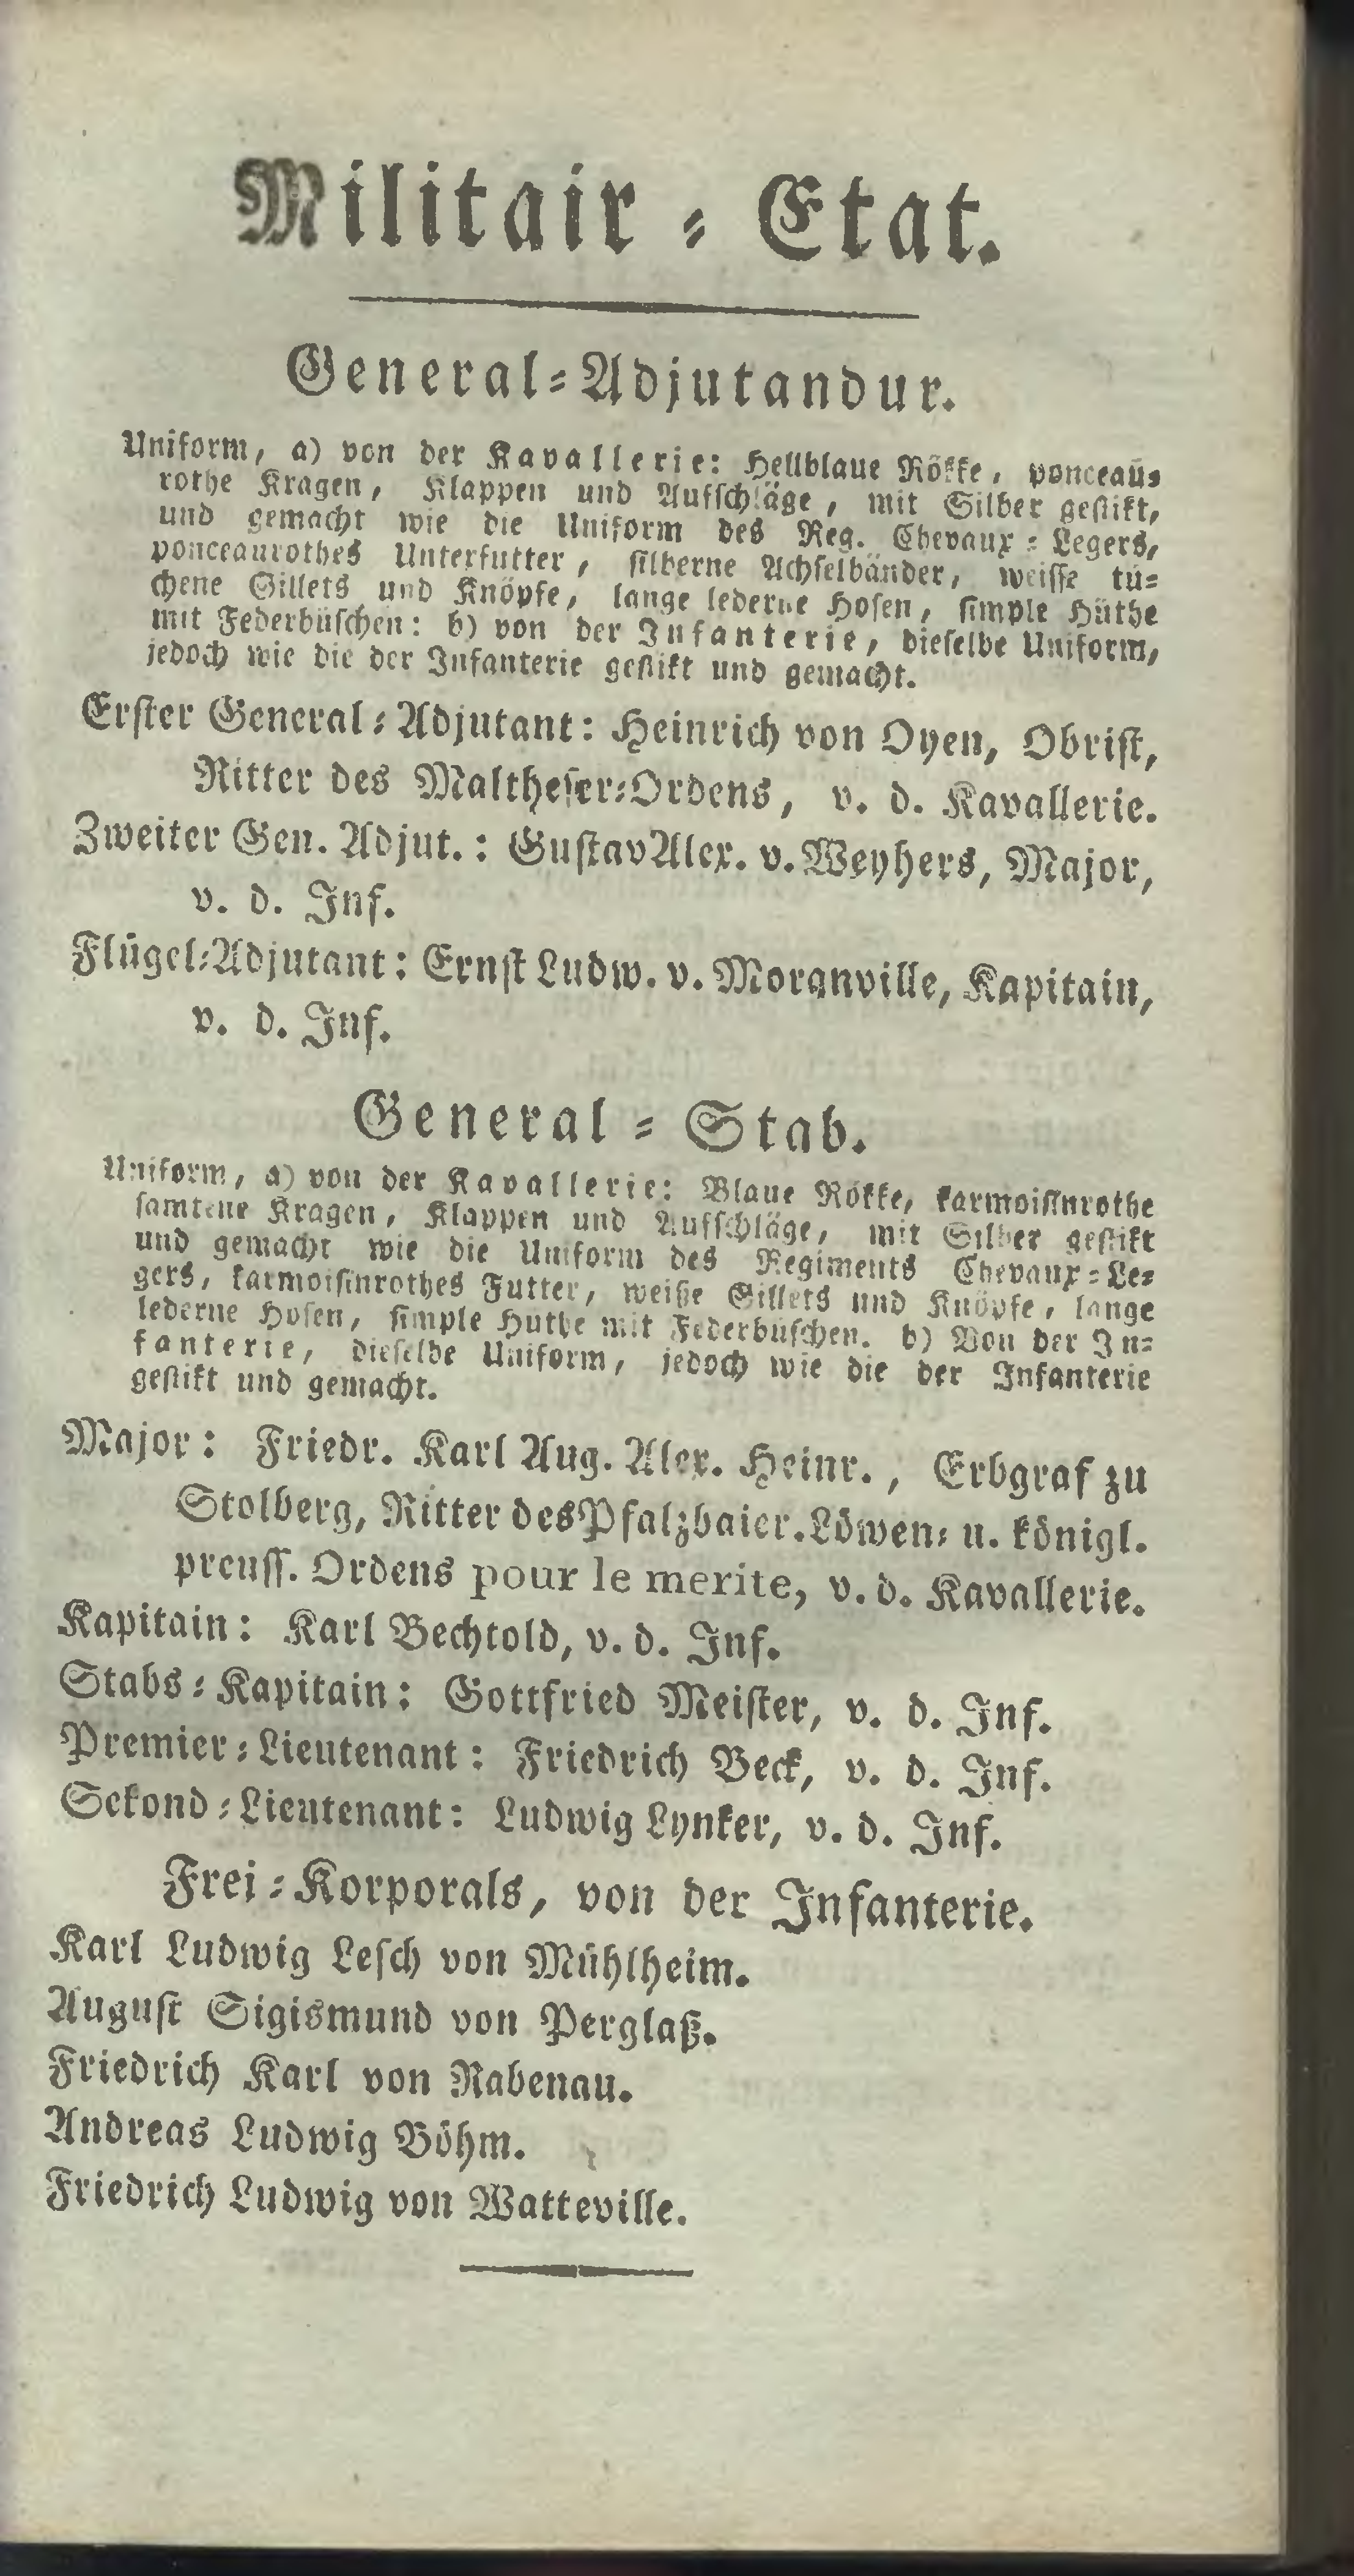 Militair⸗Etat.
General⸗Adjutandur.
Uniform, a) von der Kavallerie: Hellblaue Röffe, ponceau⸗
rothe Kragen, Klappen und Aufſchläge, mit Silber geſtikt,
und gemacht wie die Uniform des Reg. Chevaux⸗Legers,
ponceaurothes Unterfutter, ſilberne Achſelbänder, weiſſe tü⸗
chene Gillets und Knöpfe, lange lederne Hoſen, ſimple Hüthe
mit Federbüſchen: b) von der Infanterie, dieſelbe Uniform,
jedoch wie die der Infanterie geſtikt und gemacht.
Erſter General⸗Adjutant: Heinrich von Oyen, Obriſt,
Ritter des Maltheſer⸗Ordens, v. d. Kavallerie.
Zweiter Gen. Adjut.: Guſtav Alex. v. Weyhers, Major,
v. d. Inf.
Flügel⸗Adjutant: Ernſt Ludw. v. Moranville, Kapitain,
v. d. Inf.
General⸗Stab.
Uniform, a) von der Kavallerie: Blaue Rökke, karmoiſinrothe
ſamtene Kragen, Klappen und Aufſchläge, mit Silber geſtikt
und gemacht wie die Uniform des Regiments Chevaux⸗Le⸗
gers, karmoiſinrothes Futter, weiße Gillets und Knöpfe, lange
lederne Hoſen, ſimple Huthe mit Federbüſchen. b) Von der In⸗
fanterie, dieſelbe Uniform, jedoch wie die der Infanterie
geſtikt und gemacht.
Major: Friedr. Karl Aug. Alex. Heinr., Erbgraf zu
Stolberg, Ritter des Pfalzbaier. Löwen⸗ u. königl.
preuſſ. Ordens pour le merite, v. d. Kavallerie.
Kapitain: Karl Bechtold, v. d. Inf.
Stabs⸗Kapitain: Gottfried Meiſter, v. d. Inf.
Premier⸗Lieutenant: Friedrich Beck, v. d. Inf.
Sekond⸗Lieutenant: Ludwig Lynker, v. d. Inf.
Frei⸗Korporals, von der Infanterie.
Karl Ludwig Leſch von Mühlheim.
Auguſt Sigismund von Perglaß.
Friedrich Karl von Rabenau.
Andreas Ludwig Böhm.
Friedrich Ludwig von Watteville.